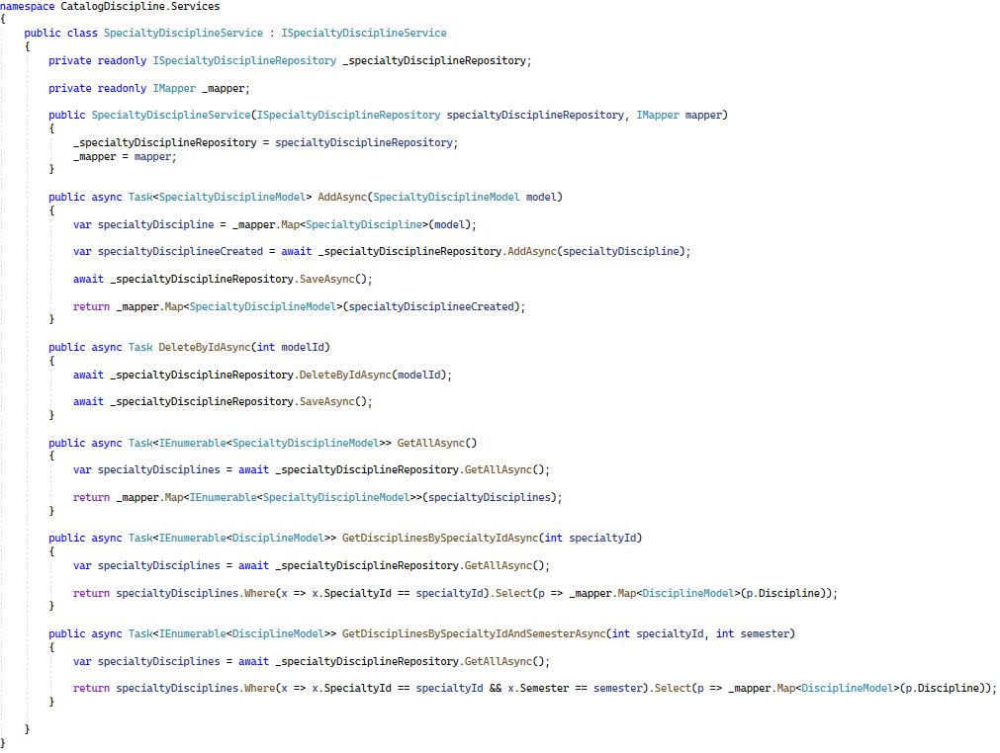 namespace CatalogDiscipline.Services
{
    public class SpecialtyDisciplineService : ISpecialtyDisciplineService
    {
        private readonly ISpecialtyDisciplineRepository _specialtyDisciplineRepository;

        private readonly IMapper _mapper;

        public SpecialtyDisciplineService(ISpecialtyDisciplineRepository specialtyDisciplineRepository, IMapper mapper)
        {
            _specialtyDisciplineRepository = specialtyDisciplineRepository;
            _mapper = mapper;
        }

        public async Task<SpecialtyDisciplineModel> AddAsync(SpecialtyDisciplineModel model)
        {
            var specialtyDiscipline = _mapper.Map<SpecialtyDiscipline>(model);

            var specialtyDisciplineeCreated = await _specialtyDisciplineRepository.AddAsync(specialtyDiscipline);

            await _specialtyDisciplineRepository.SaveAsync();

            return _mapper.Map<SpecialtyDisciplineModel>(specialtyDisciplineeCreated);
        }

        public async Task DeleteByIdAsync(int modelId)
        {
            await _specialtyDisciplineRepository.DeleteByIdAsync(modelId);

            await _specialtyDisciplineRepository.SaveAsync();
        }

        public async Task<IEnumerable<SpecialtyDisciplineModel>> GetAllAsync()
        {
            var specialtyDisciplines = await _specialtyDisciplineRepository.GetAllAsync();

            return _mapper.Map<IEnumerable<SpecialtyDisciplineModel>>(specialtyDisciplines);
        }

        public async Task<IEnumerable<DisciplineModel>> GetDisciplinesBySpecialtyIdAsync(int specialtyId)
        {
            var specialtyDisciplines = await _specialtyDisciplineRepository.GetAllAsync();

            return specialtyDisciplines.Where(x => x.SpecialtyId == specialtyId).Select(p => _mapper.Map<DisciplineModel>(p.Discipline));
        }

        public async Task<IEnumerable<DisciplineModel>> GetDisciplinesBySpecialtyIdAndSemesterAsync(int specialtyId, int semester)
        {
            var specialtyDisciplines = await _specialtyDisciplineRepository.GetAllAsync();

            return specialtyDisciplines.Where(x => x.SpecialtyId == specialtyId && x.Semester == semester).Select(p => _mapper.Map<DisciplineModel>(p.Discipline));
        }

    }
}